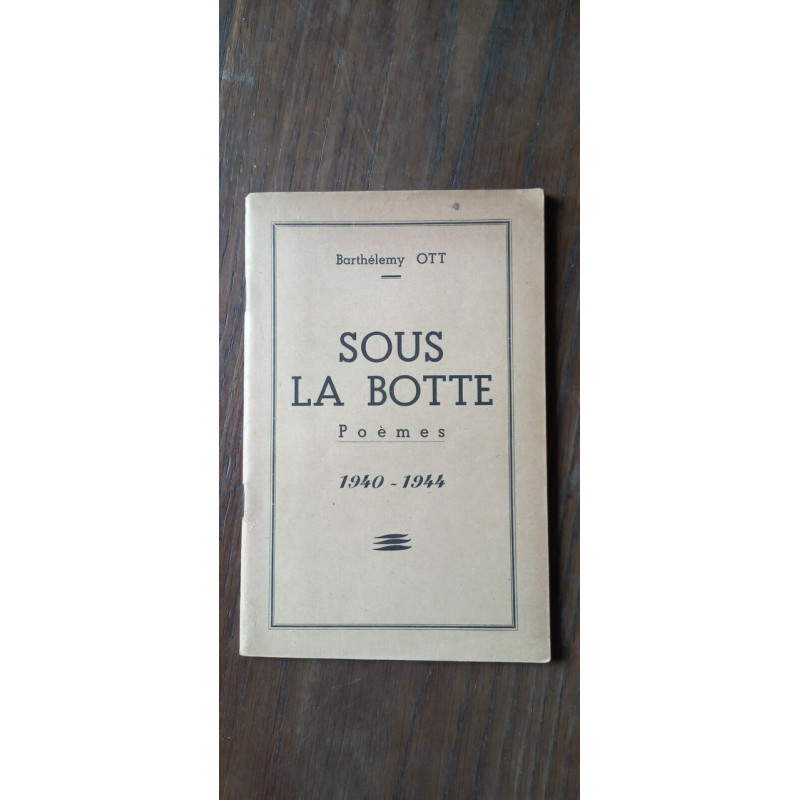 Barthélemy OTT
SOUS
LA BOTTE
Poèmes
1940 - 1944